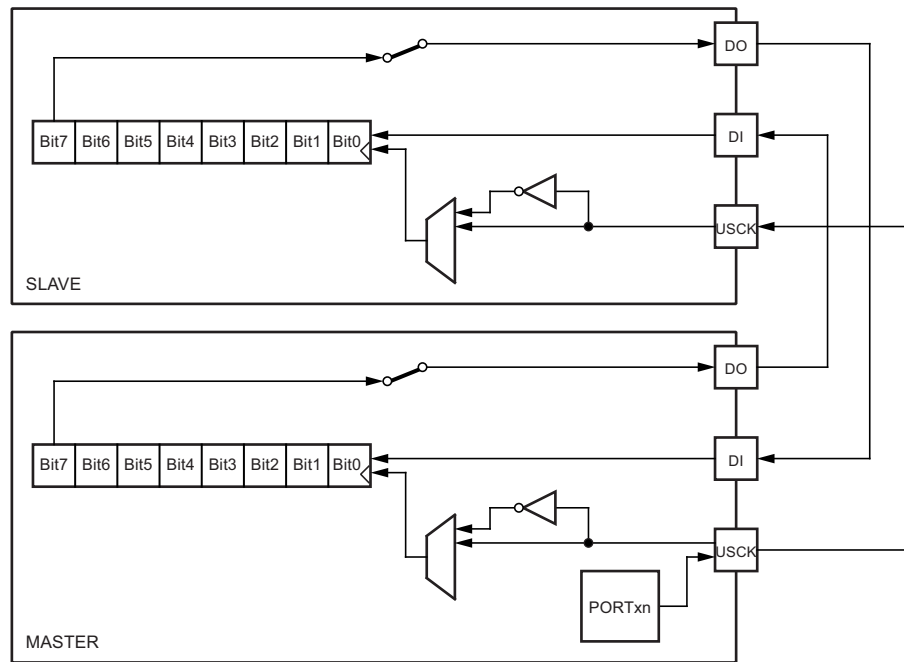 DO
Bit7 Bit6 Bit5 Bit4 Bit3 Bit2 Bit1 Bit0
DI
USCK
SLAVE
DO
Bit7 Bit6 Bit5 Bit4 Bit3 Bit2 Bit1 Bit0
DI
USCK
PORTxn
MASTER